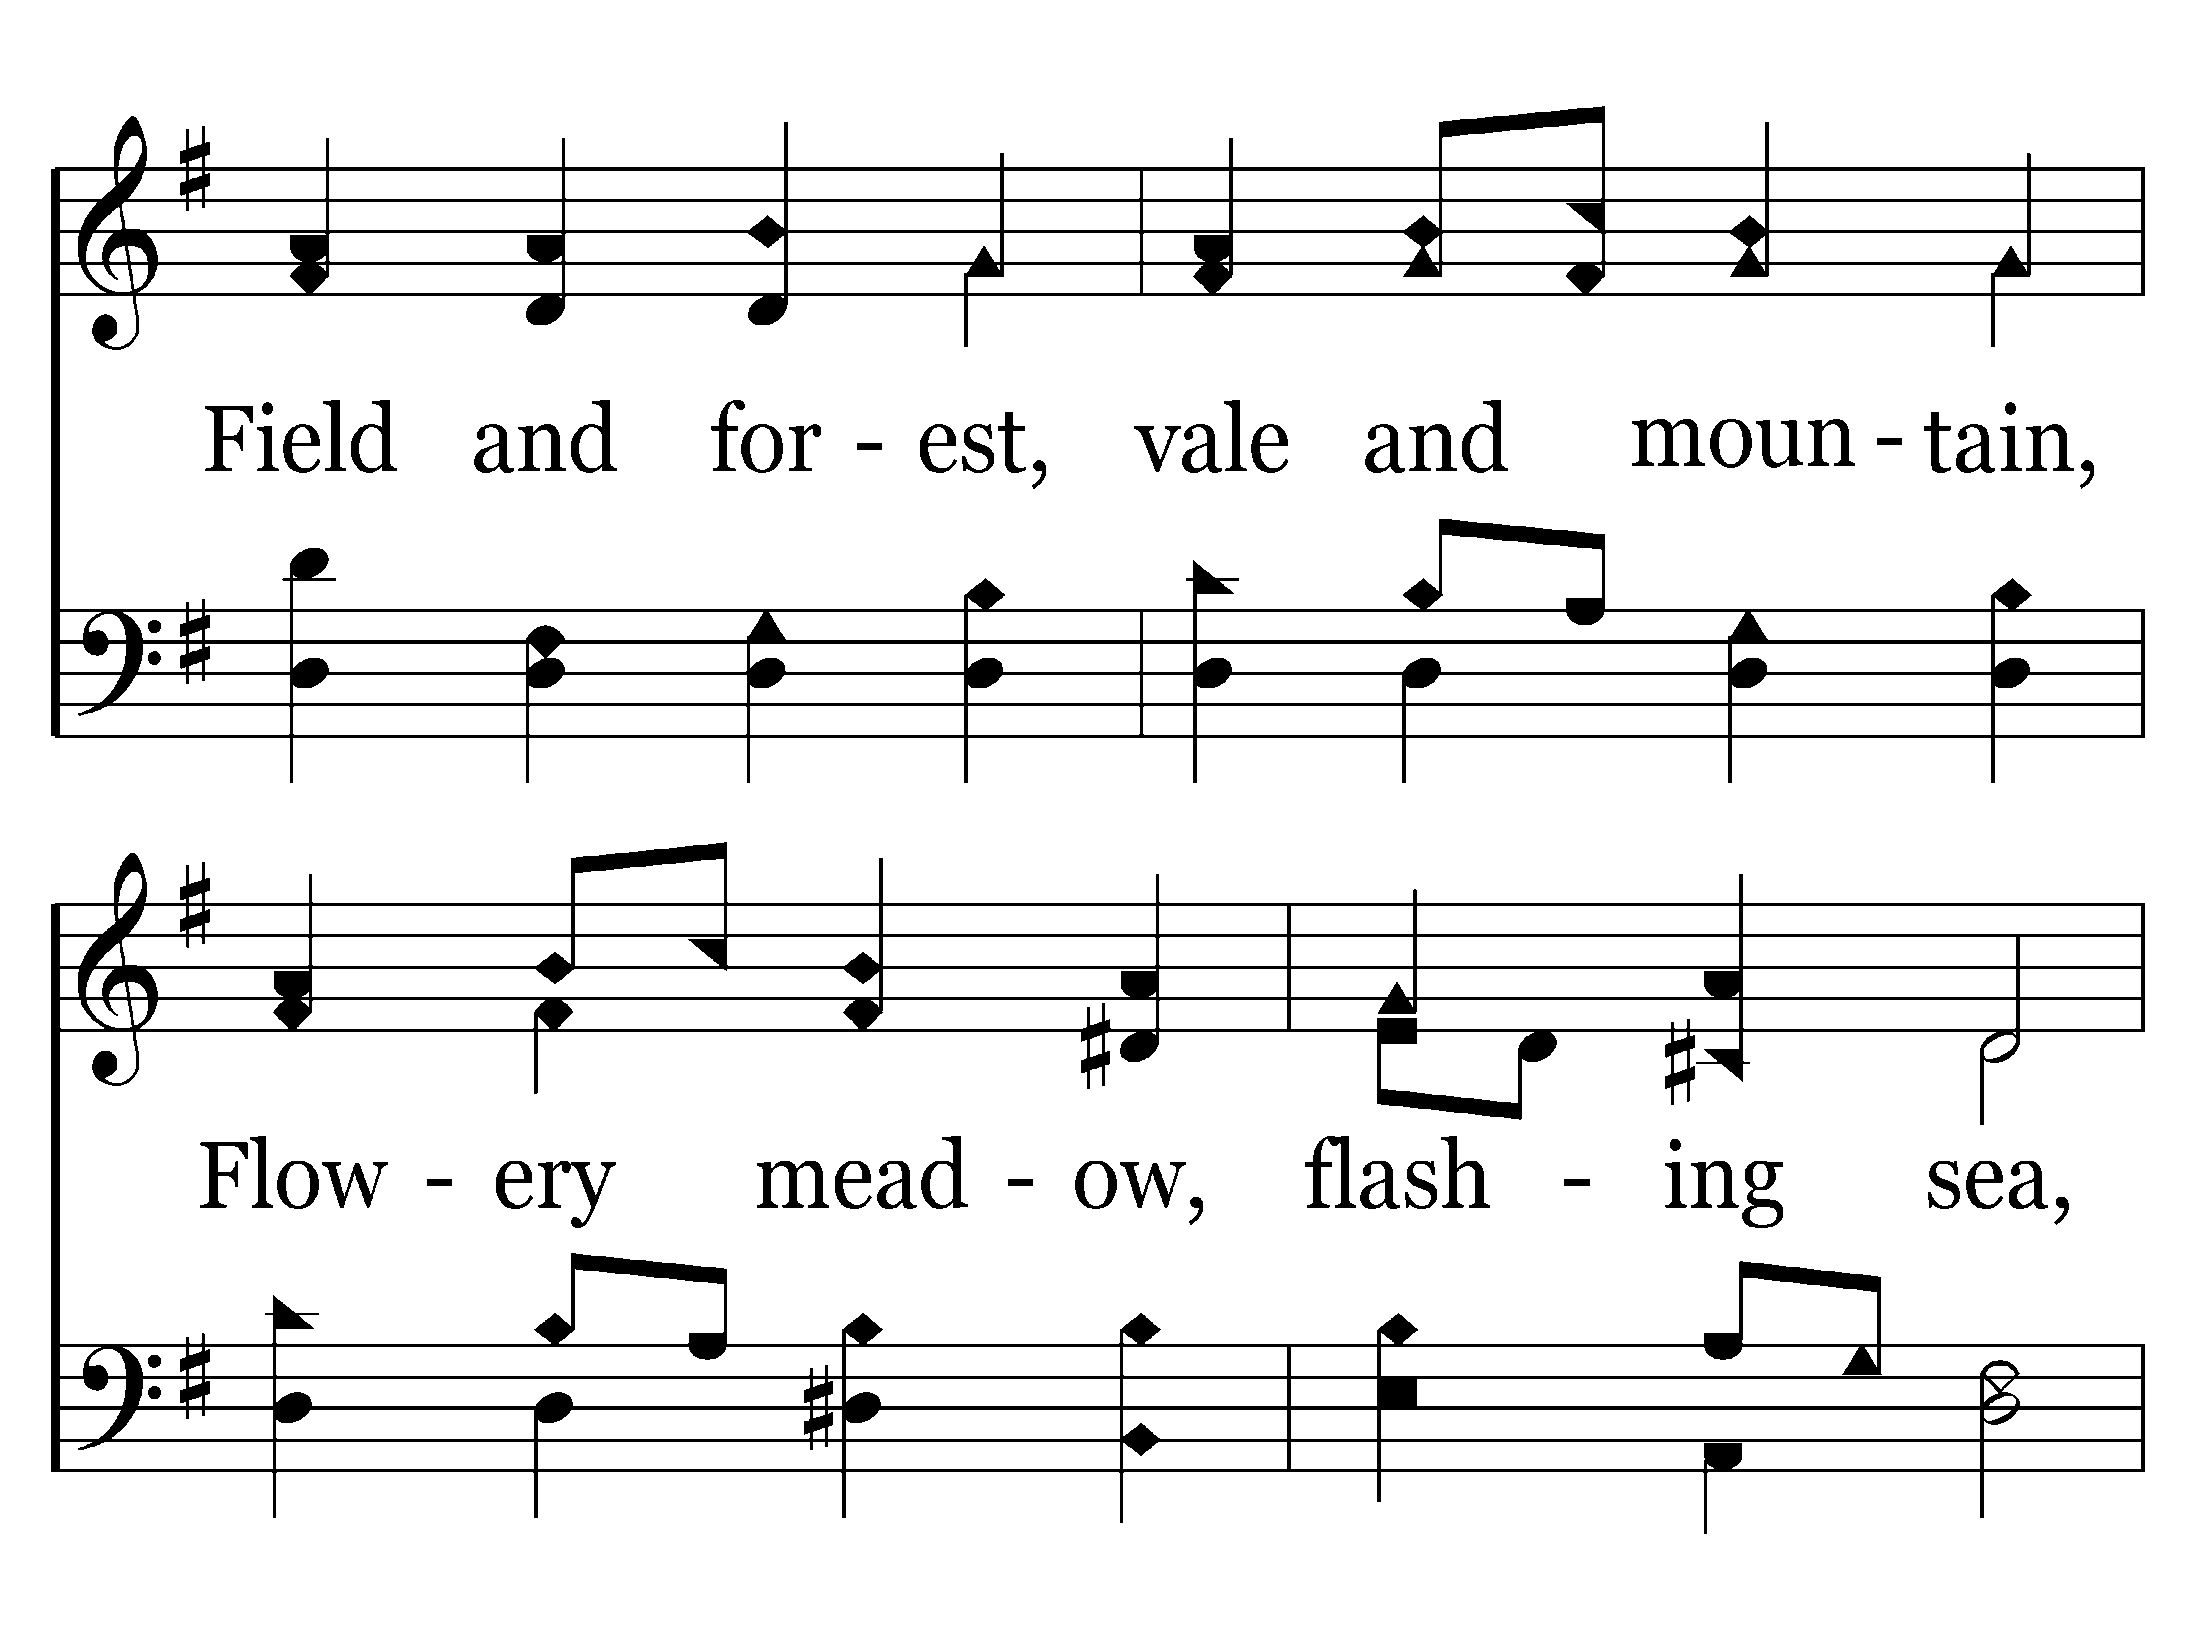 Field and for - est, vale and moun - tain,
Flow - ery mead - ow, flash - ing sea,